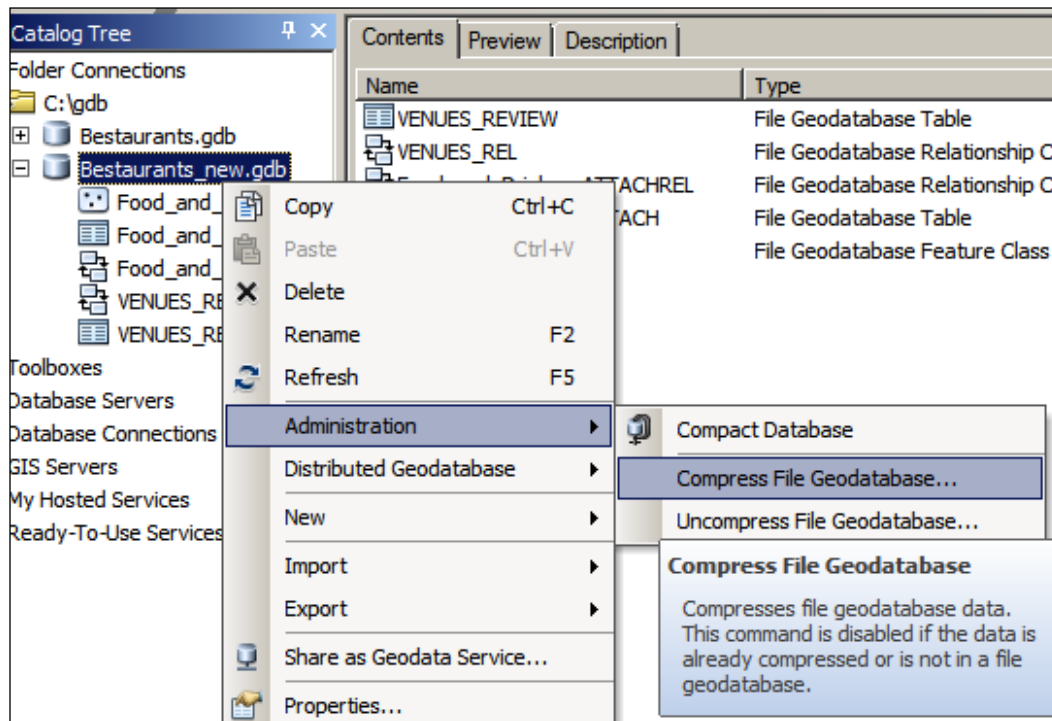 Catalog Tree
Folder Connections
C:\gdb
Bestaurants.gdb
Bestaurants_new.gdb
Food_and_
Food_and_
Food_and_
VENUES_RE
VENUES_RE
Toolboxes
Database Servers
Database Connections
GIS Servers
My Hosted Services
Ready-To-Use Services
Contents Preview Description
Name Type
VENUES_REVIEW File Geodatabase Table
VENUES_REL File Geodatabase Relationship C
ATTACHREL File Geodatabase Relationship C
TACH File Geodatabase Table
File Geodatabase Feature Class
Copy Ctrl+C
Paste Ctrl+V
Delete
Rename F2
Refresh F5
Administration
Distributed Geodatabase
New
Import
Export
Share as Geodata Service...
Properties...
Compact Database
Compress File Geodatabase...
Uncompress File Geodatabase...
Compress File Geodatabase
Compresses file geodatabase data.
This command is disabled if the data is
already compressed or is not in a file
geodatabase.